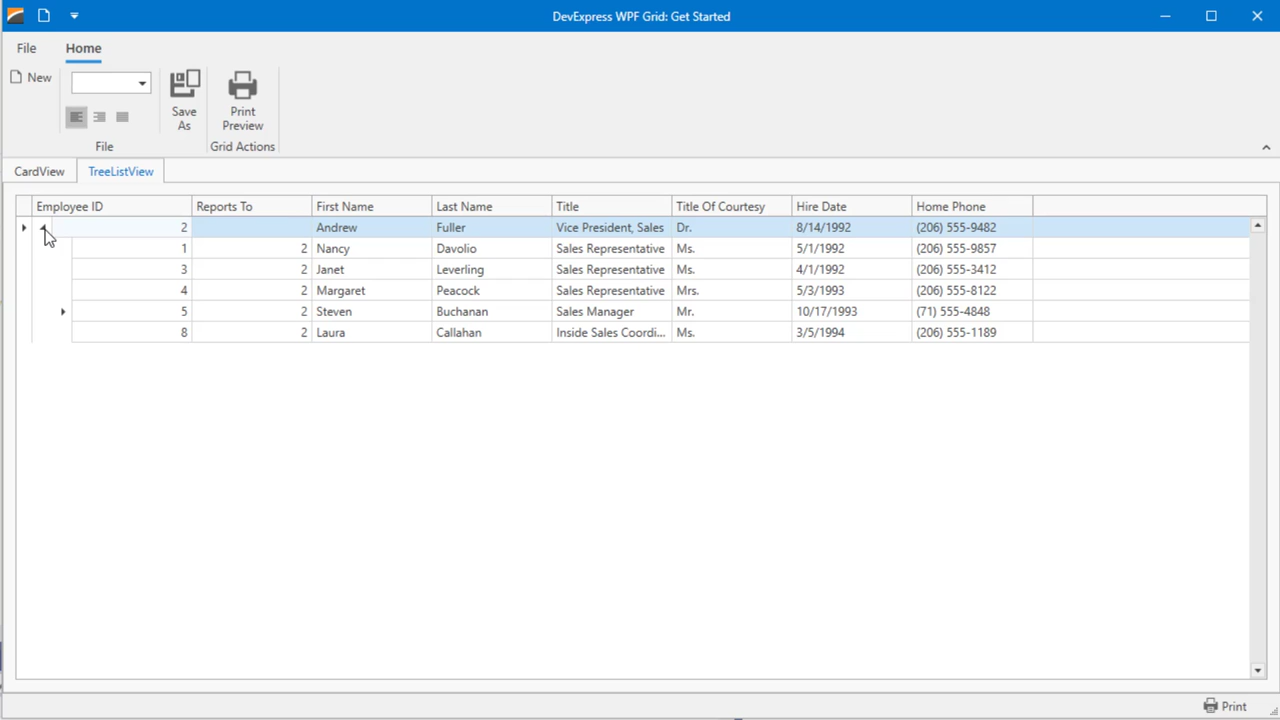 DevExpress WPF Grid: Get Started
File Home
New
Save As
Print Preview
File
Grid Actions
CardView TreeListView
Employee ID Reports To First Name Last Name Title Title Of Courtesy Hire Date Home Phone
2 Andrew Fuller Vice President, Sales Dr. 8/14/1992 (206) 555-9482
1 2 Nancy Davolio Sales Representative Ms. 5/1/1992 (206) 555-9857
3 2 Janet Leverling Sales Representative Ms. 4/1/1992 (206) 555-3412
4 2 Margaret Peacock Sales Representative Mrs. 5/3/1993 (206) 555-8122
5 2 Steven Buchanan Sales Manager Mr. 10/17/1993 (71) 555-4848
8 2 Laura Callahan Inside Sales Coordi... Ms. 3/5/1994 (206) 555-1189
Print